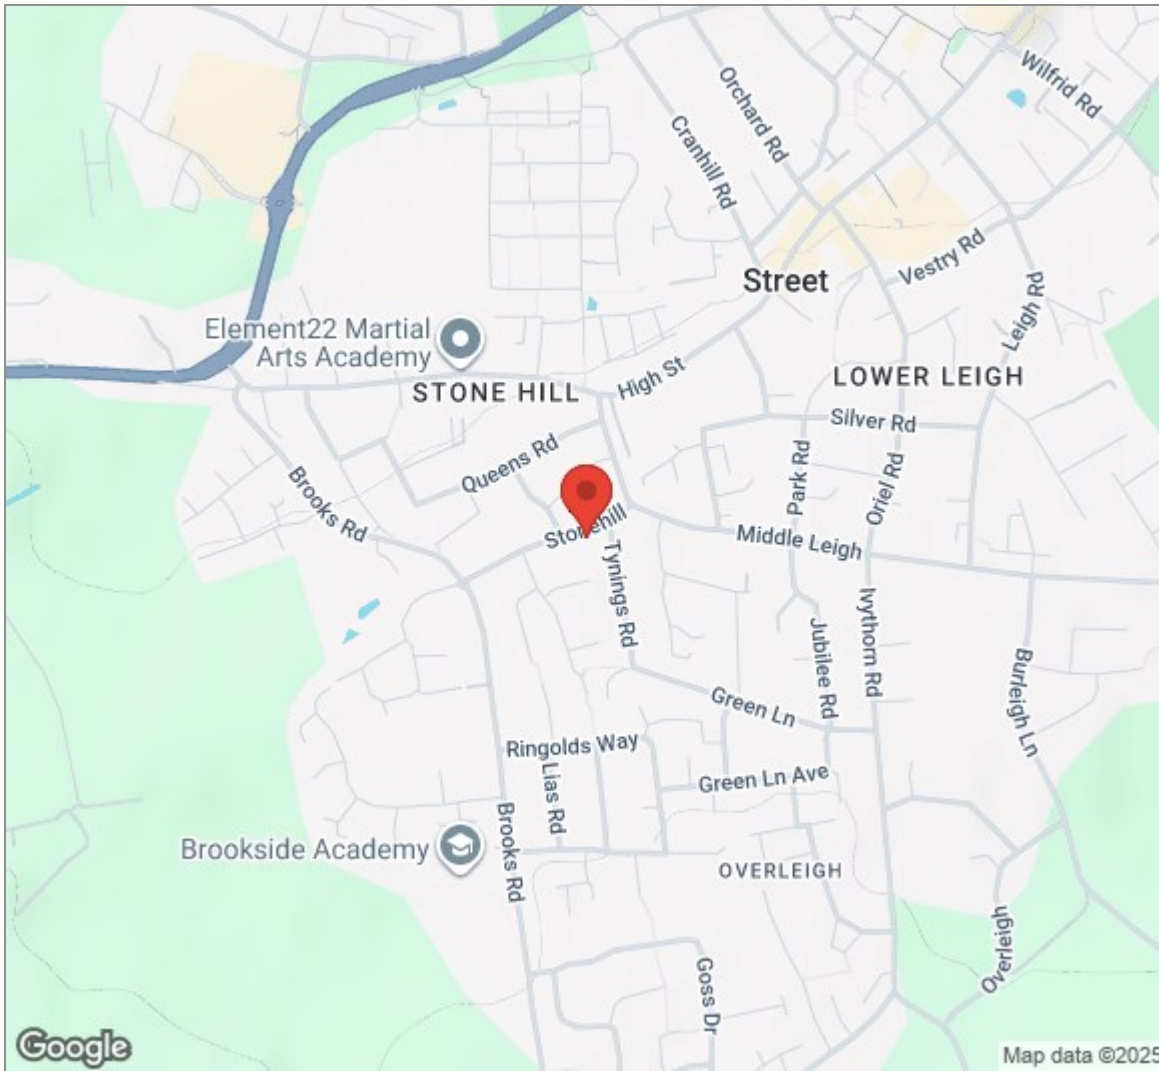 Wilfrid Rd
Orchard Rd
Cranhill Rd
Vestry Rd
Street
Leigh Rd
Element22 Martial
Arts Academy
High St
STONE HILL
LOWER LEIGH
Silver Rd
Queens Rd
Park Rd
Oriel Rd
Brooks Rd
Stonehill
Middle Leigh
Tynings Rd
Ivythorn Rd
Jubilee Rd
Burleigh Ln
Green Ln
Ringolds Way
Lias Rd
Green Ln Ave
Brooks Rd
Brookside Academy
OVERLEIGH
Overleigh
Goss Dr
Google
Map data ©2025